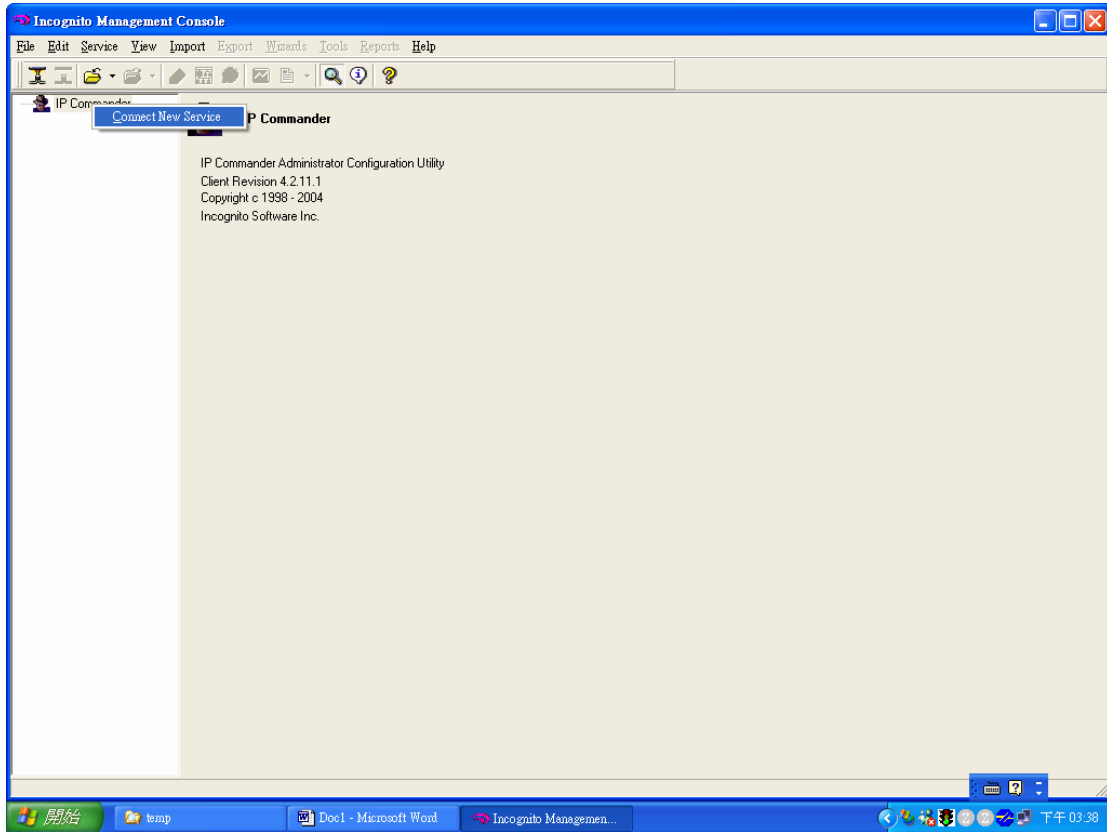 Incognito Management Console
File Edit Service View Import Export Wizards Tools Reports Help
IP Commander
Connect New Service
IP Commander
IP Commander Administrator Configuration Utility
Client Revision 4.2.11.1
Copyright c 1998 - 2004
Incognito Software Inc.
開始 temp Doc1 - Microsoft Word Incognito Managemen... 下午 03:38